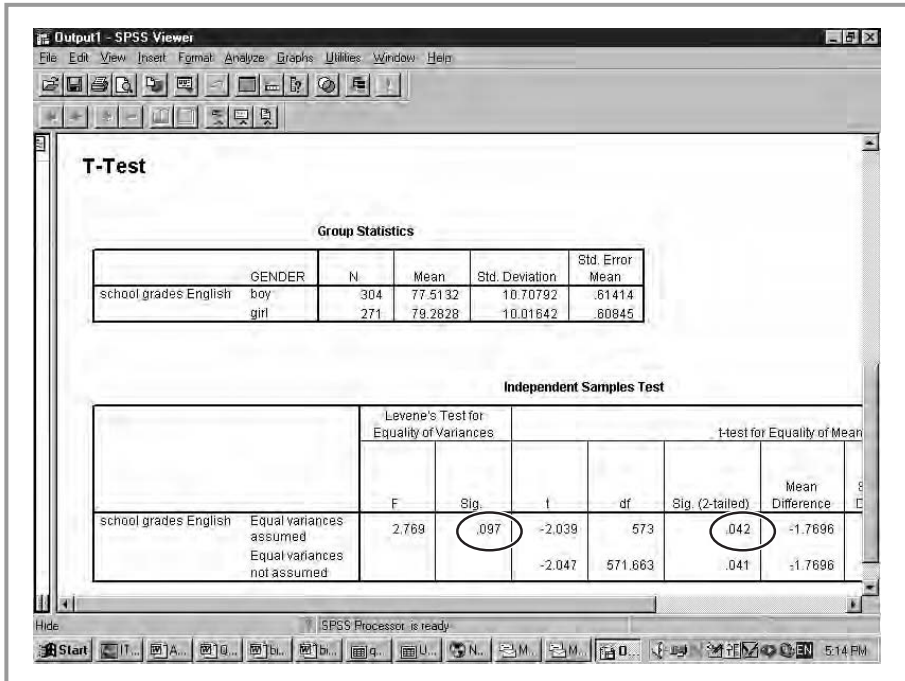 Output1 - SPSS Viewer
File Edit View Insert Format Analyze Graphs Utilities Window Help
T-Test
Group Statistics
GENDER N Mean Std. Deviation Std. Error Mean
school grades English boy 304 77.5132 10.70792 .61414
girl 271 79.2828 10.01642 .60845
Independent Samples Test
Levene's Test for Equality of Variances
t-test for Equality of Mean
F Sig. t df Sig. (2-tailed) Mean Difference
school grades English Equal variances assumed 2.769 .097 -2.039 573 .042 -1.7696
Equal variances not assumed -2.047 571.663 .041 -1.7696
Hide SPSS Processor is ready
Start IT... A... Q... bi... bi... q... U... N... M... M... O... EN 5:14 PM